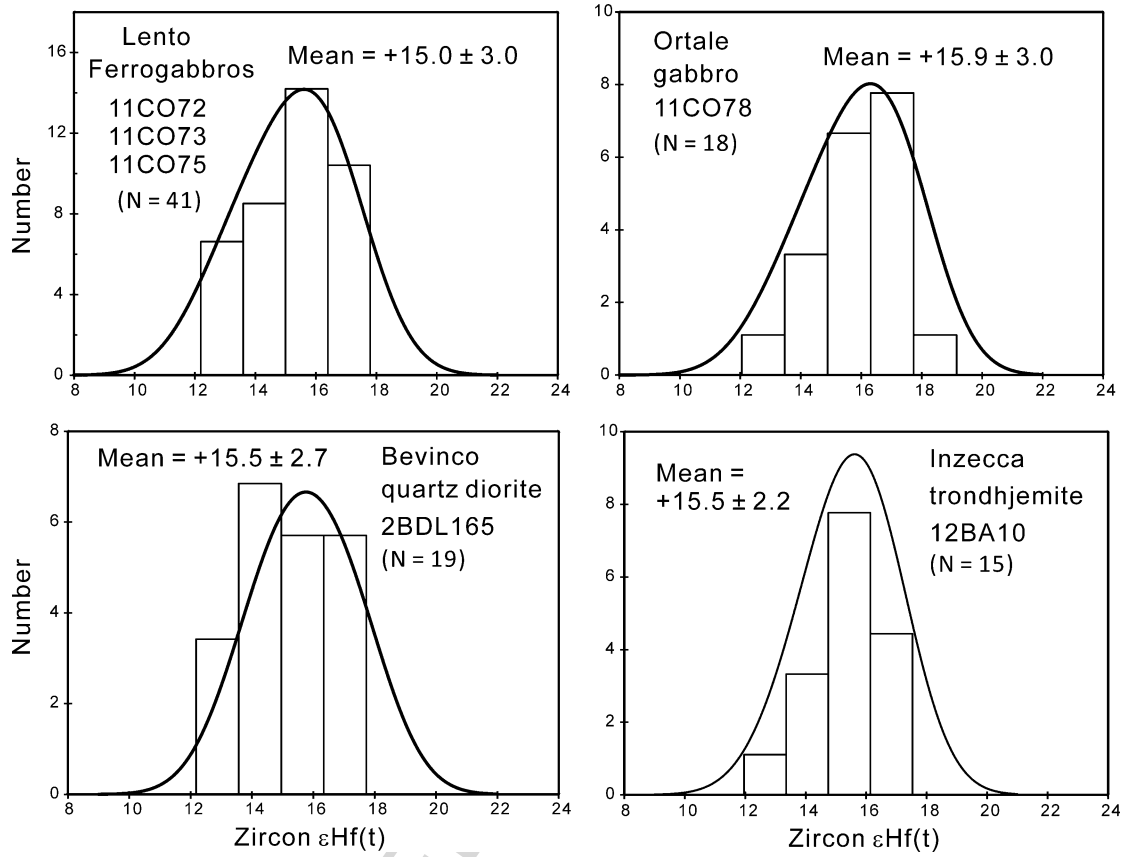 Lento
Ferrogabbros
11CO72
11CO73
11CO75
(N = 41)
Mean = +15.0 ± 3.0
Number
16
12
8
4
0
8 10 12 14 16 18 20 22 24
Ortale
gabbro
11CO78
(N = 18)
Mean = +15.9 ± 3.0
10
8
6
4
2
0
8 10 12 14 16 18 20 22 24
Mean = +15.5 ± 2.7
Bevinco
quartz diorite
2BDL165
(N = 19)
Number
8
6
4
2
0
8 10 12 14 16 18 20 22 24
Zircon εHf(t)
Mean =
+15.5 ± 2.2
Inzecca
trondhjemite
12BA10
(N = 15)
10
8
6
4
2
0
8 10 12 14 16 18 20 22 24
Zircon εHf(t)